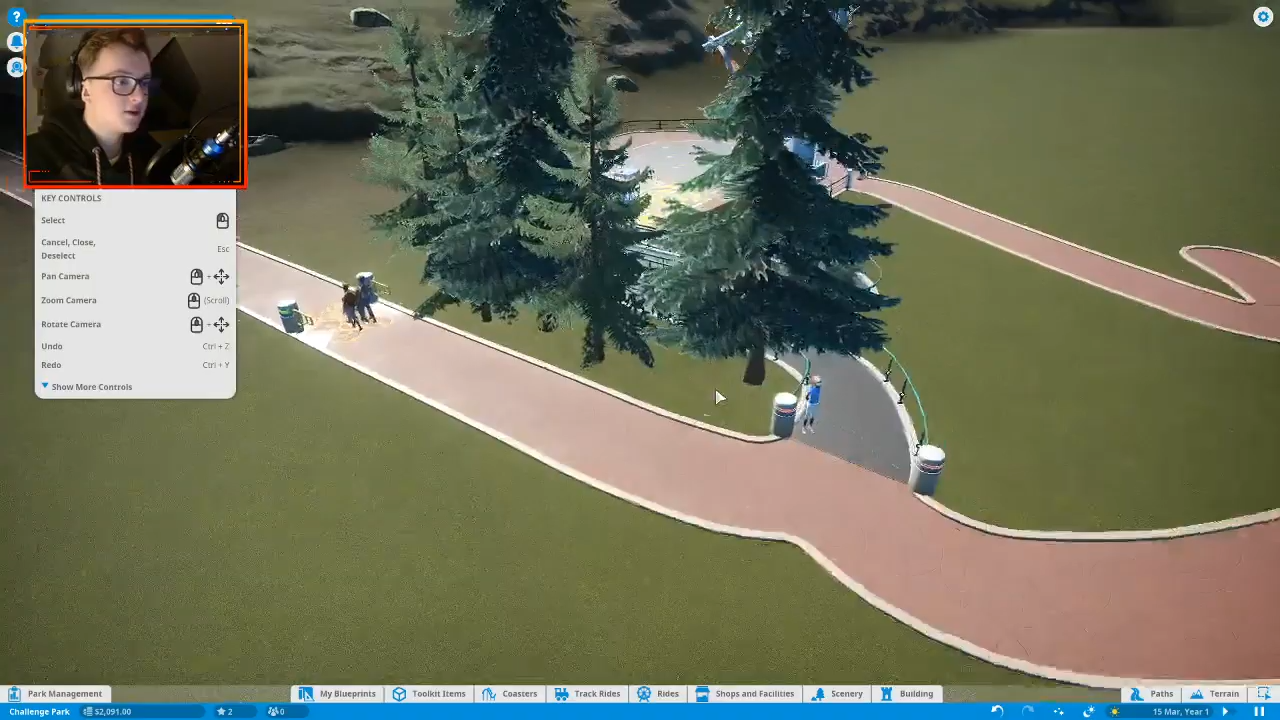 ?
KEY CONTROLS
Select
Cancel, Close, Deselect Esc
Pan Camera +
Zoom Camera (Scroll)
Rotate Camera +
Undo Ctrl + Z
Redo Ctrl + Y
Show More Controls
Park Management My Blueprints Toolkit Items Coasters Track Rides Rides Shops and Facilities Scenery Building Paths Terrain
Challenge Park $2,091.00 2 0 15 Mar, Year 1